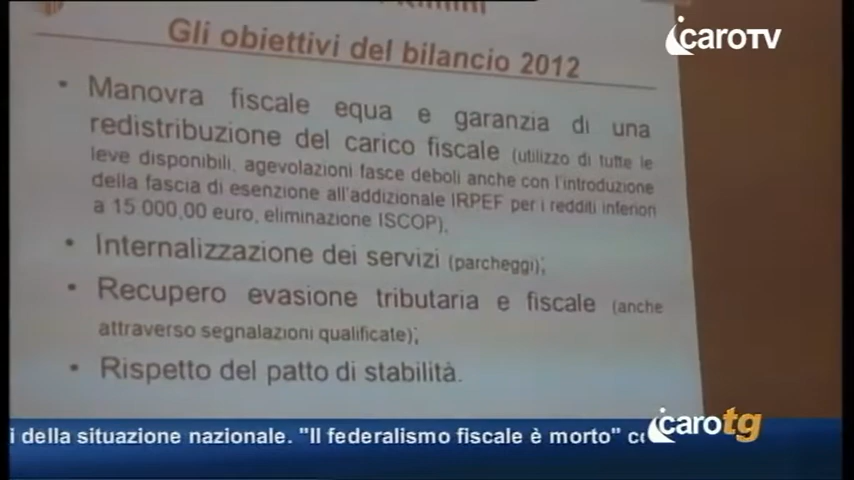 Gli obiettivi del bilancio 2012
icaroTV
• Manovra fiscale equa e garanzia di una
redistribuzione del carico fiscale (utilizzo di tutte le
leve disponibili, agevolazioni fasce deboli anche con l'introduzione
della fascia di esenzione all'addizionale IRPEF per i redditi inferiori
a 15.000,00 euro, eliminazione ISCOP);
• Internalizzazione dei servizi (parcheggi);
• Recupero evasione tributaria e fiscale (anche
attraverso segnalazioni qualificate);
• Rispetto del patto di stabilità.
i della situazione nazionale. "Il federalismo fiscale è morto"
icarotg